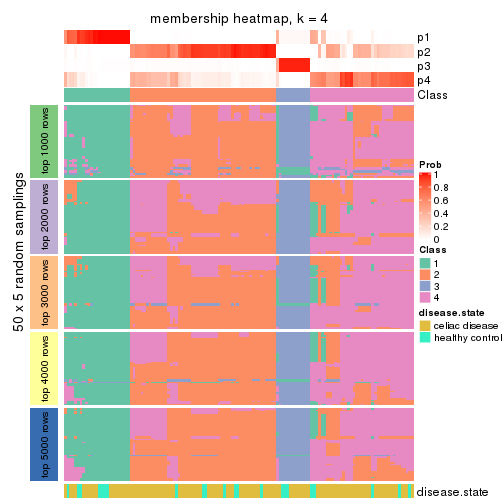 membership heatmap, k = 4
p1
p2
p3
p4
Class
50 x 5 random samplings
top 1000 rows
top 2000 rows
top 3000 rows
top 4000 rows
top 5000 rows
Prob
1
0.8
0.6
0.4
0.2
0
Class
1
2
3
4
disease.state
celiac disease
healthy control
disease.state